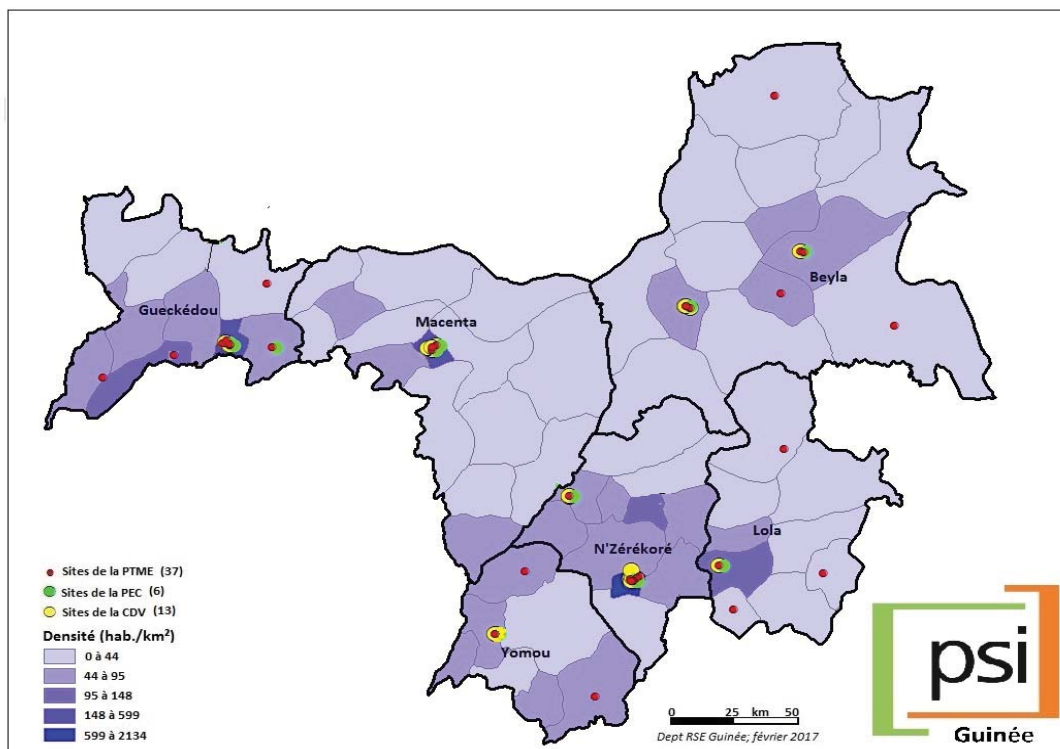 Gueckédou
Macenta
Beyla
N'Zérékoré
Lola
Yomou
Sites de la PTME (37)
Sites de la PEC (6)
Sites de la CDV (13)
Densité (hab./km²)
0 à 44
44 à 95
95 à 148
148 à 599
599 à 2134
0 25 km 50
Dept RSE Guinée; février 2017
psi
Guinée